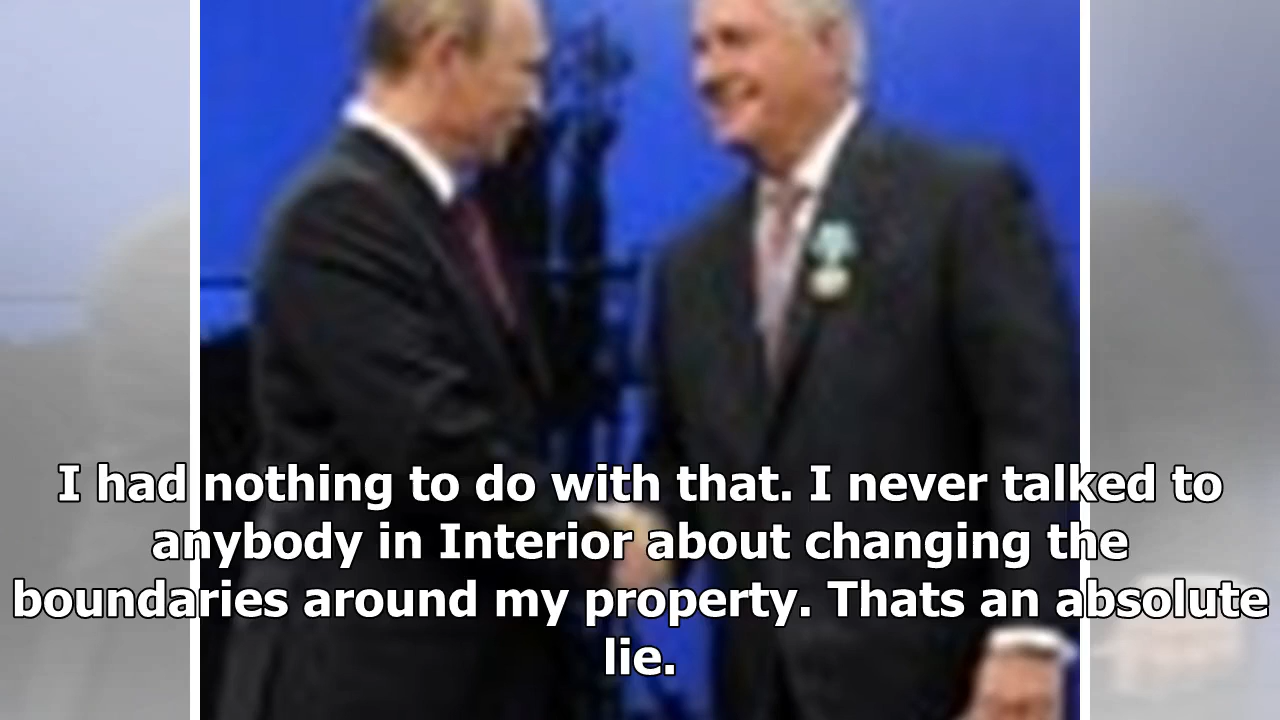 I had nothing to do with that. I never talked to
anybody in Interior about changing the
boundaries around my property. Thats an absolute
lie.